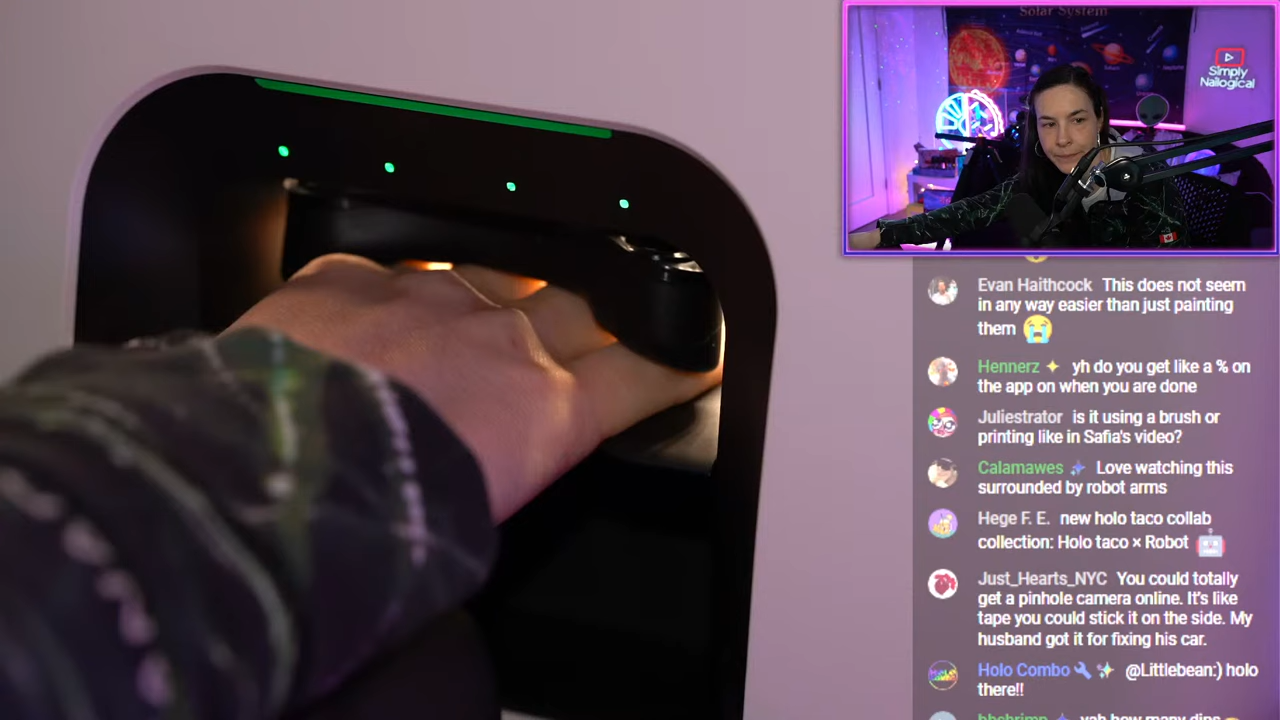 Solar System
Simply
Nailogical
Evan Haithcock This does not seem
in any way easier than just painting
them 😭
Hennerz yh do you get like a % on
the app on when you are done
Juliestrator is it using a brush or
printing like in Safia's video?
Calamawes Love watching this
surrounded by robot arms
Hege F. E. new holo taco collab
collection: Holo taco × Robot 🤖
Just_Hearts_NYC You could totally
get a pinhole camera online. It's like
tape you could stick it on the side. My
husband got it for fixing his car.
Holo Combo @Littlebean:) holo
there!!